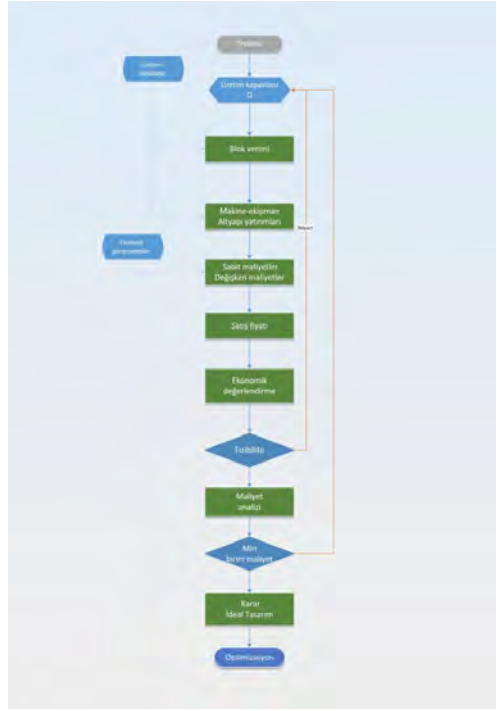 Üretim kapasitesi
Q
Blok verimi
Makine-ekipman
Altyapı yatırımları
Sabit maliyetler
Değişken maliyetler
Satış fiyatı
Ekonomik
değerlendirme
Fizibilite
Maliyet
analizi
Min
birim maliyet
Karar
İdeal Tasarım
Optimizasyon